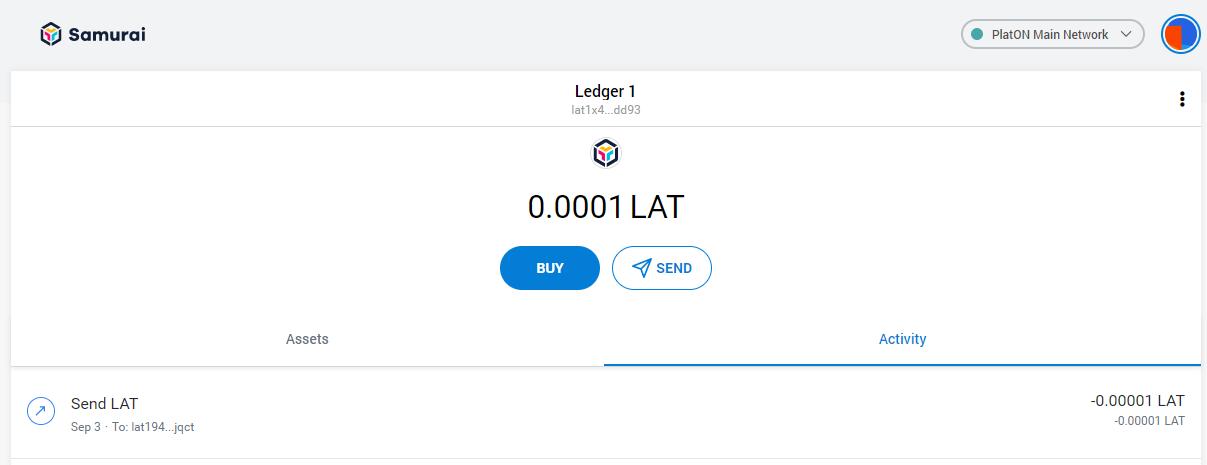 Samurai
PlatON Main Network
Ledger 1
lat1x4...dd93
0.0001 LAT
BUY
SEND
Assets
Activity
Send LAT
-0.00001 LAT
Sep 3 · To: lat194...jqct
-0.00001 LAT